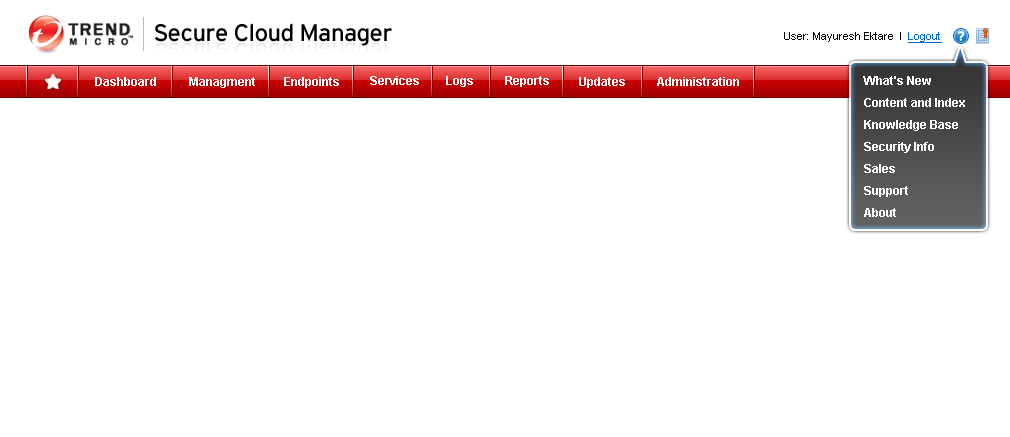 TREND MICRO Secure Cloud Manager
User: Mayuresh Ektare | Logout ?
Dashboard Managment Endpoints Services Logs Reports Updates Administration
What's New
Content and Index
Knowledge Base
Security Info
Sales
Support
About